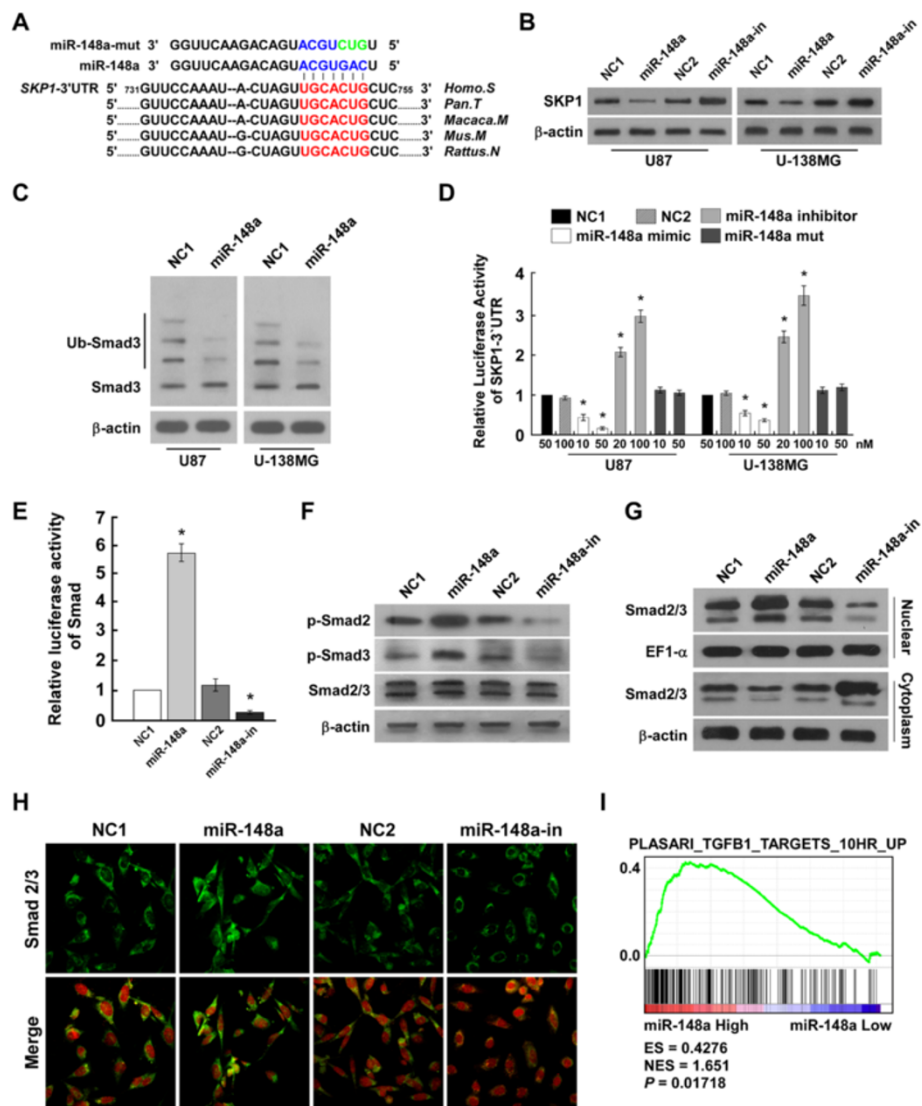 A
miR-148a-mut 3' GGUUCAAGACAGUACGUCUGU 5'
miR-148a 3' GGUUCAAGACAGUACGUGACU 5'
SKP1-3'UTR 5' 731GUUCCAAAU--A-CUAGUUGCACUGCUC755 3' Homo.S
5'.........GUUCCAAAU--A-CUAGUUGCACUGCUC.........3' Pan.T
5'.........GUUCCAAAU--A-CUAGUUGCACUGCUC.........3' Macaca.M
5'.........GUUCCAAAU--G-CUAGUUGCACUGCUC.........3' Mus.M
5'.........GUUCCAAAU--G-CUAGUUGCACUGCUC.........3' Rattus.N
B
NC1 miR-148a NC2 miR-148a-in NC1 miR-148a NC2 miR-148a-in
SKP1
β-actin
U87 U-138MG
C
NC1 miR-148a NC1 miR-148a
Ub-Smad3
Smad3
β-actin
U87 U-138MG
D
NC1 NC2 miR-148a inhibitor
miR-148a mimic miR-148a mut
Relative Luciferase Activity
of SKP1-3`UTR
4
3
2
1
0
* * * * * * * *
50 100 10 50 20 100 10 50 50 100 10 50 20 100 10 50 nM
U87 U-138MG
E
Relative luciferase activity
of Smad
7
6
5
4
3
2
1
0
* *
NC1 miR-148a NC2 miR-148a-in
F
NC1 miR-148a NC2 miR-148a-in
p-Smad2
p-Smad3
Smad2/3
β-actin
G
NC1 miR-148a NC2 miR-148a-in
Smad2/3
EF1-α
Nuclear
Smad2/3
β-actin
Cytoplasm
H
NC1 miR-148a NC2 miR-148a-in
Smad 2/3
Merge
I
PLASARI_TGFB1_TARGETS_10HR_UP
0.4
0.0
miR-148a High miR-148a Low
ES = 0.4276
NES = 1.651
P = 0.01718